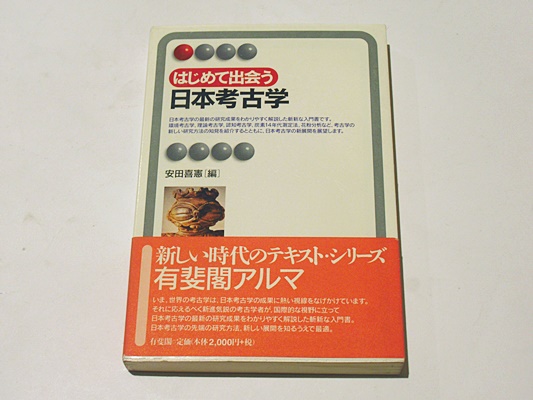 はじめて出会う
日本考古学
日本考古学の最新の研究成果をわかりやすく解説した斬新な入門書です。
環境考古学，理論考古学，認知考古学，炭素14年代測定法，花粉分析など，考古学の
新しい研究方法の知見を紹介するとともに，日本考古学の新展開を展望します。
安田喜憲［編］
新しい時代のテキスト・シリーズ
有斐閣アルマ
いま，世界の考古学は，日本考古学の成果に熱い視線をなげかけています。
それに応えるべく新進気鋭の考古学者が，国際的な視野に立って
日本考古学の最新の研究成果をわかりやすく解説した斬新な入門書。
日本考古学の先端の研究方法，新しい展開を知るうえで最適。
有斐閣 定価（本体2,000円+税）